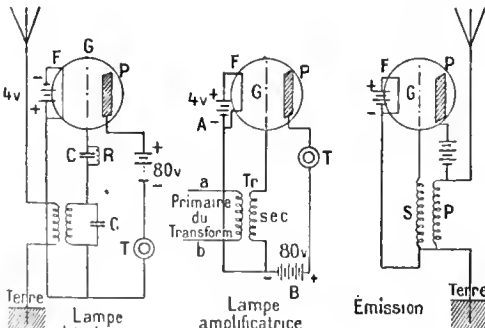 F G P
- +
4v
C R
+ 80v -
C
T
Terre
Lampe
F G P
4v +
A -
T
a Tr
Primaire
du sec
Transform
b
80v
- B +
Lampe
amplificatrice
F G P
+
-
S P
Terre
Émission